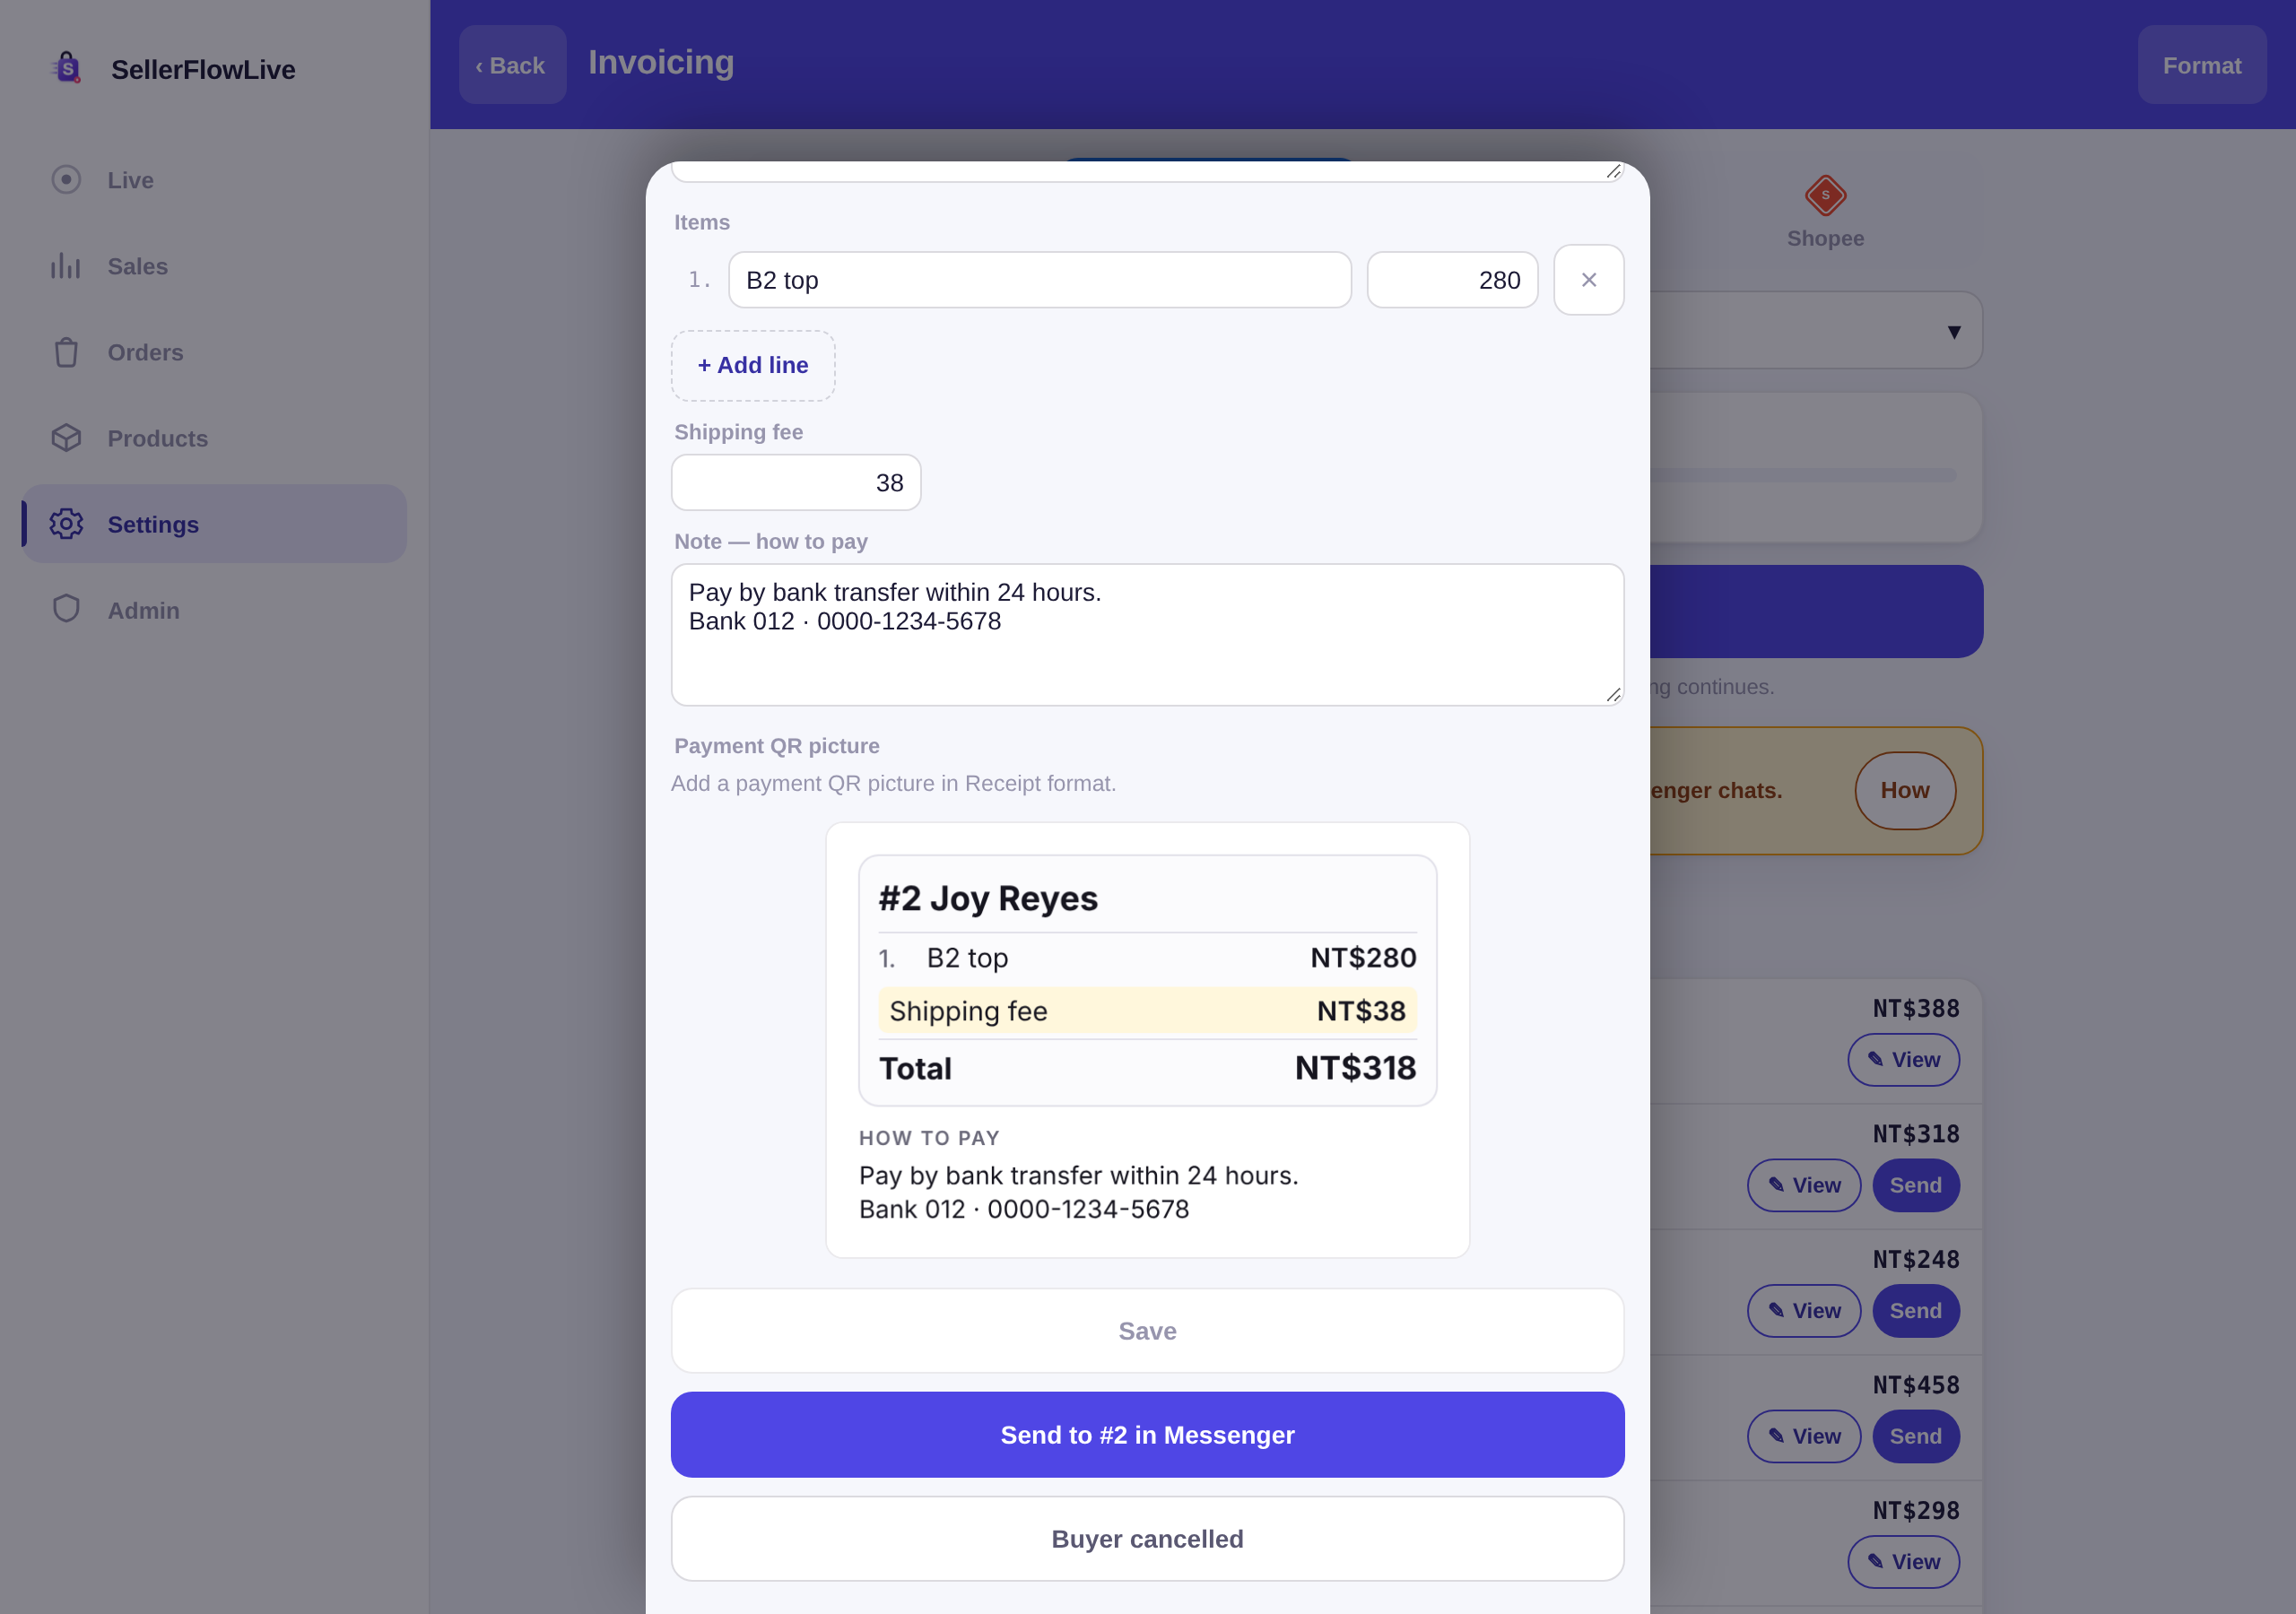 SellerFlowLive
Live
Sales
Orders
Products
Settings
Admin
‹ Back
Invoicing
Format
S
Shopee
▼
ng continues.
enger chats.
How
NT$388
✎ View
NT$318
✎ View
Send
NT$248
✎ View
Send
NT$458
✎ View
Send
NT$298
✎ View
Items
1.
B2 top
280
×
+ Add line
Shipping fee
38
Note — how to pay
Pay by bank transfer within 24 hours.
Bank 012 · 0000-1234-5678
Payment QR picture
Add a payment QR picture in Receipt format.
#2 Joy Reyes
1. B2 top NT$280
Shipping fee NT$38
Total NT$318
HOW TO PAY
Pay by bank transfer within 24 hours.
Bank 012 · 0000-1234-5678
Save
Send to #2 in Messenger
Buyer cancelled